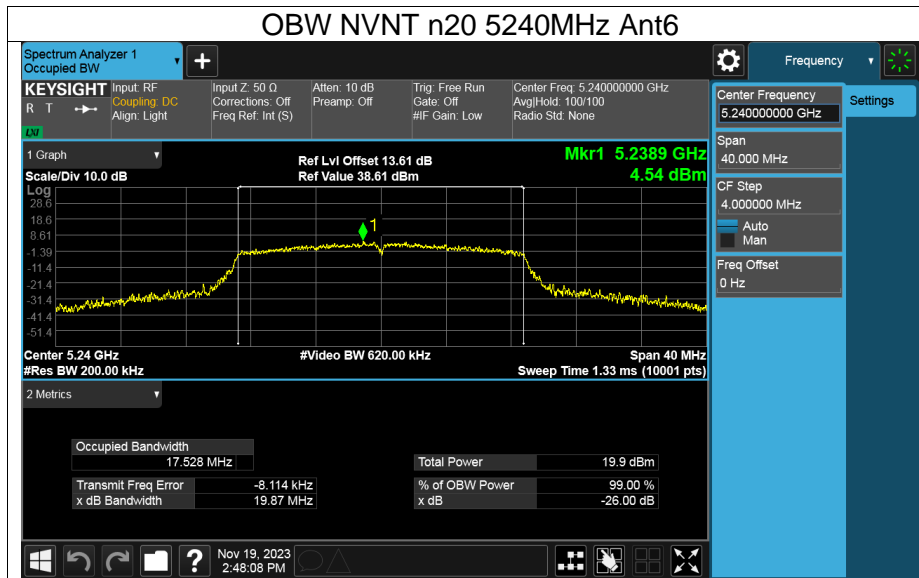 OBW NVNT n20 5240MHz Ant6
Spectrum Analyzer 1
Occupied BW
Frequency
KEYSIGHT
R T
LXI
Input: RF
Coupling: DC
Align: Light
Input Z: 50 Ω
Corrections: Off
Freq Ref: Int (S)
Atten: 10 dB
Preamp: Off
Trig: Free Run
Gate: Off
#IF Gain: Low
Center Freq: 5.240000000 GHz
Avg|Hold: 100/100
Radio Std: None
Center Frequency
5.240000000 GHz
Settings
Span
40.000 MHz
CF Step
4.000000 MHz
Auto
Man
Freq Offset
0 Hz
1 Graph
Scale/Div 10.0 dB
Ref Lvl Offset 13.61 dB
Ref Value 38.61 dBm
Mkr1 5.2389 GHz
4.54 dBm
Log
28.6
18.6
8.61
-1.39
-11.4
-21.4
-31.4
-41.4
-51.4
1
Center 5.24 GHz
#Res BW 200.00 kHz
#Video BW 620.00 kHz
Span 40 MHz
Sweep Time 1.33 ms (10001 pts)
2 Metrics
Occupied Bandwidth
17.528 MHz
Total Power 19.9 dBm
Transmit Freq Error -8.114 kHz
% of OBW Power 99.00 %
x dB Bandwidth 19.87 MHz
x dB -26.00 dB
?
Nov 19, 2023
2:48:08 PM